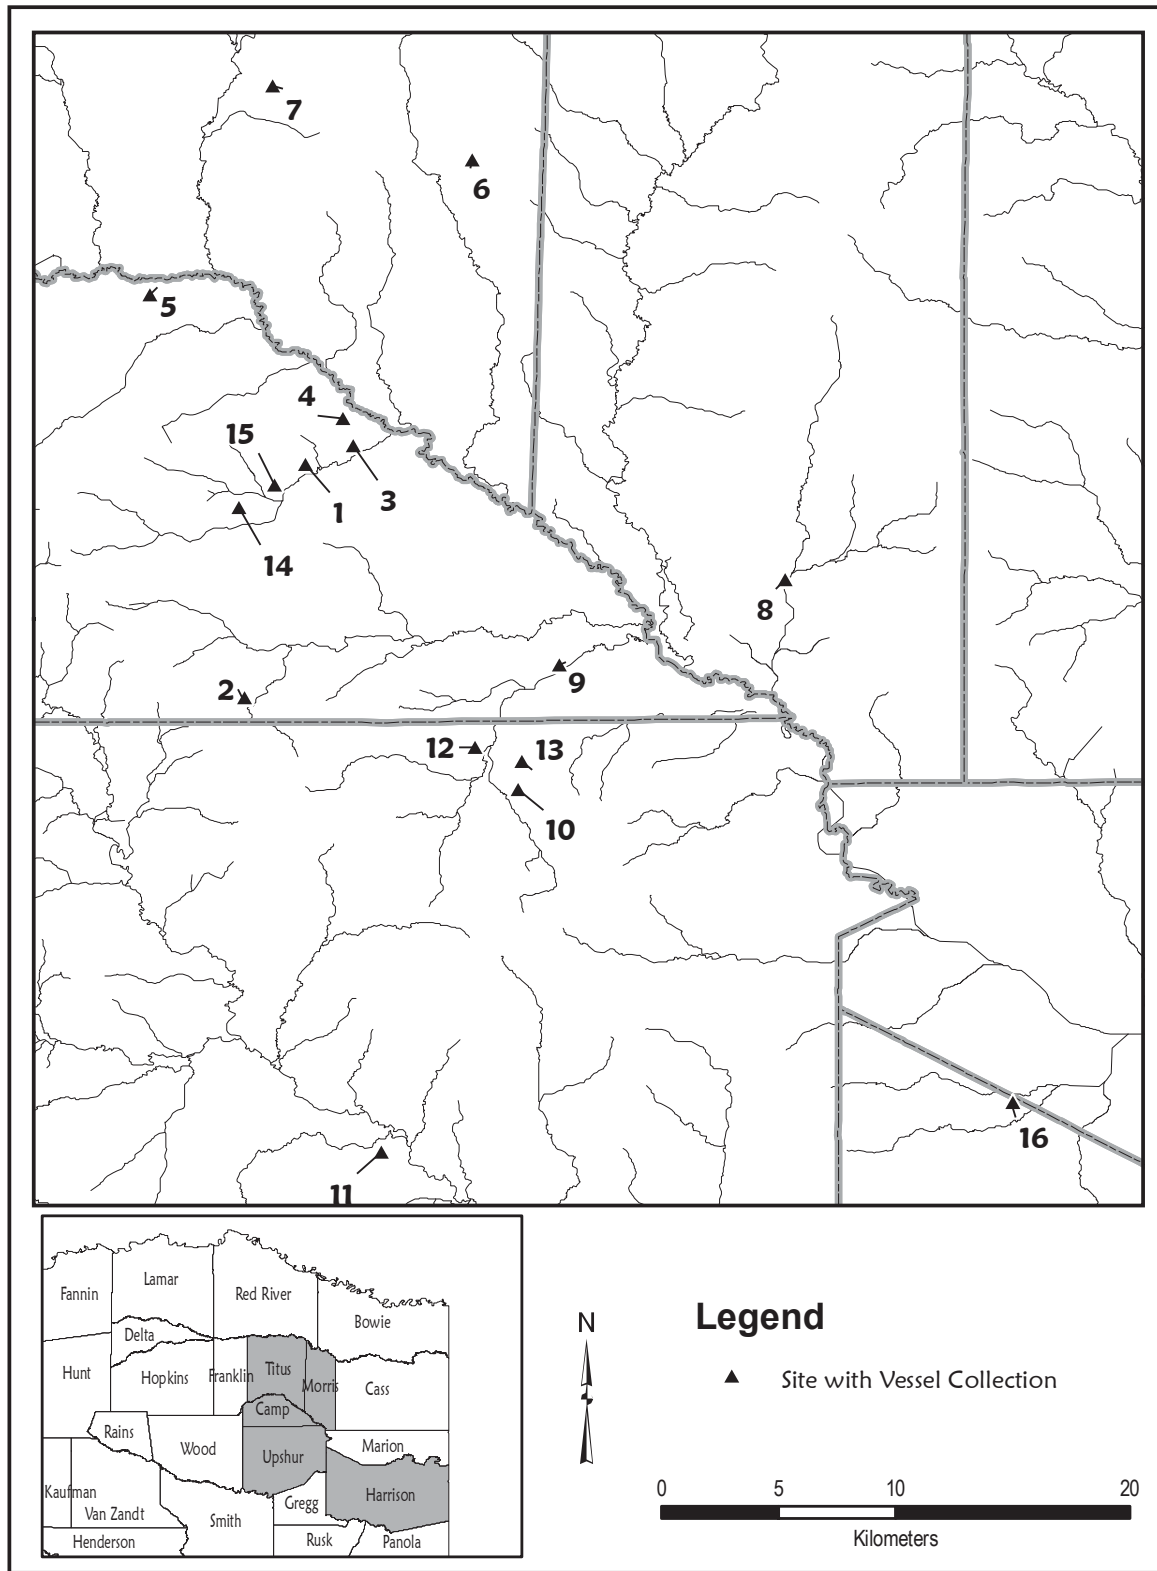 7
6
5
4
15
1
3
14
8
2
9
12
13
10
16
11
Fannin
Lamar
Red River
Bowie
Delta
Hunt
Hopkins
Franklin
Titus
Morris
Cass
Camp
Rains
Wood
Upshur
Marion
Kaufman
Van Zandt
Smith
Gregg
Harrison
Henderson
Rusk
Panola
N
Legend
Site with Vessel Collection
0 5 10 20
Kilometers